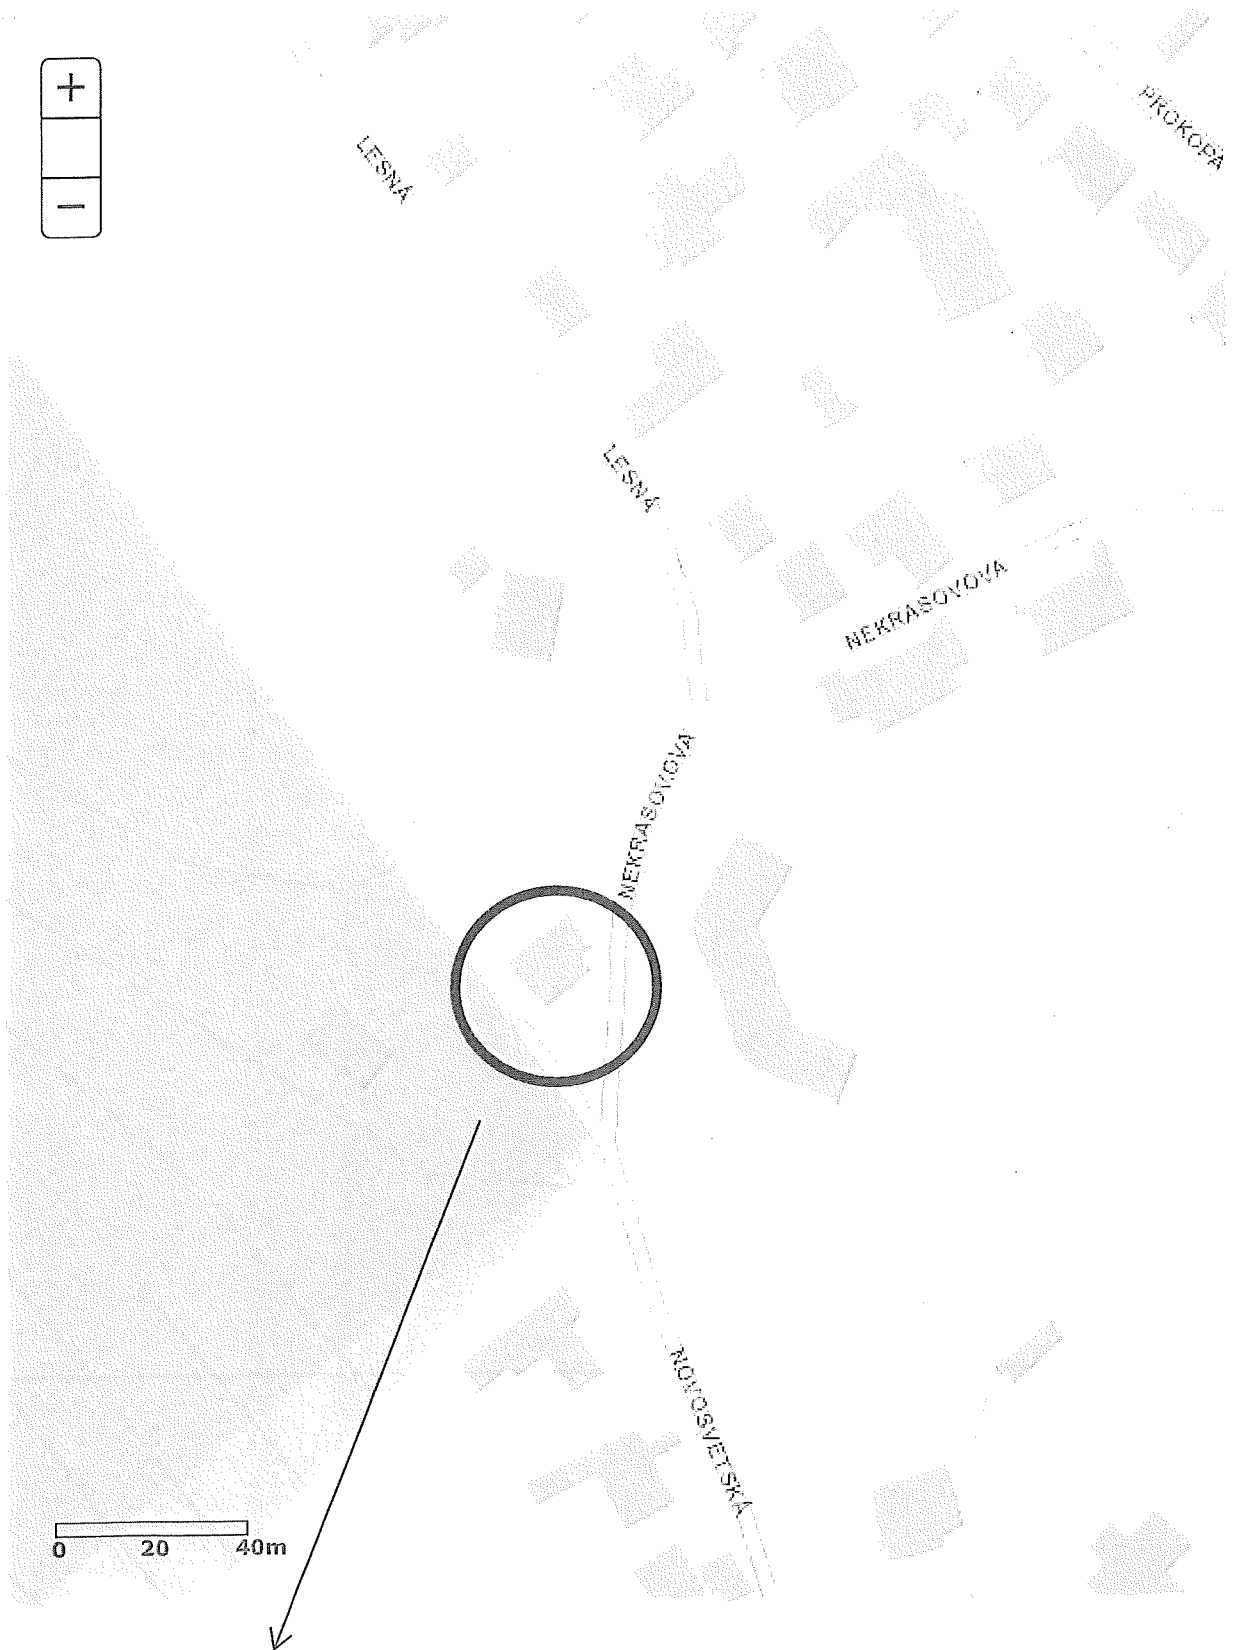 +
PROKOPA
LESNÁ
−
LESNÁ
NEKRASOVOVA
NEKRASOVOVA
NOVOSVETSKÁ
0 20 40m